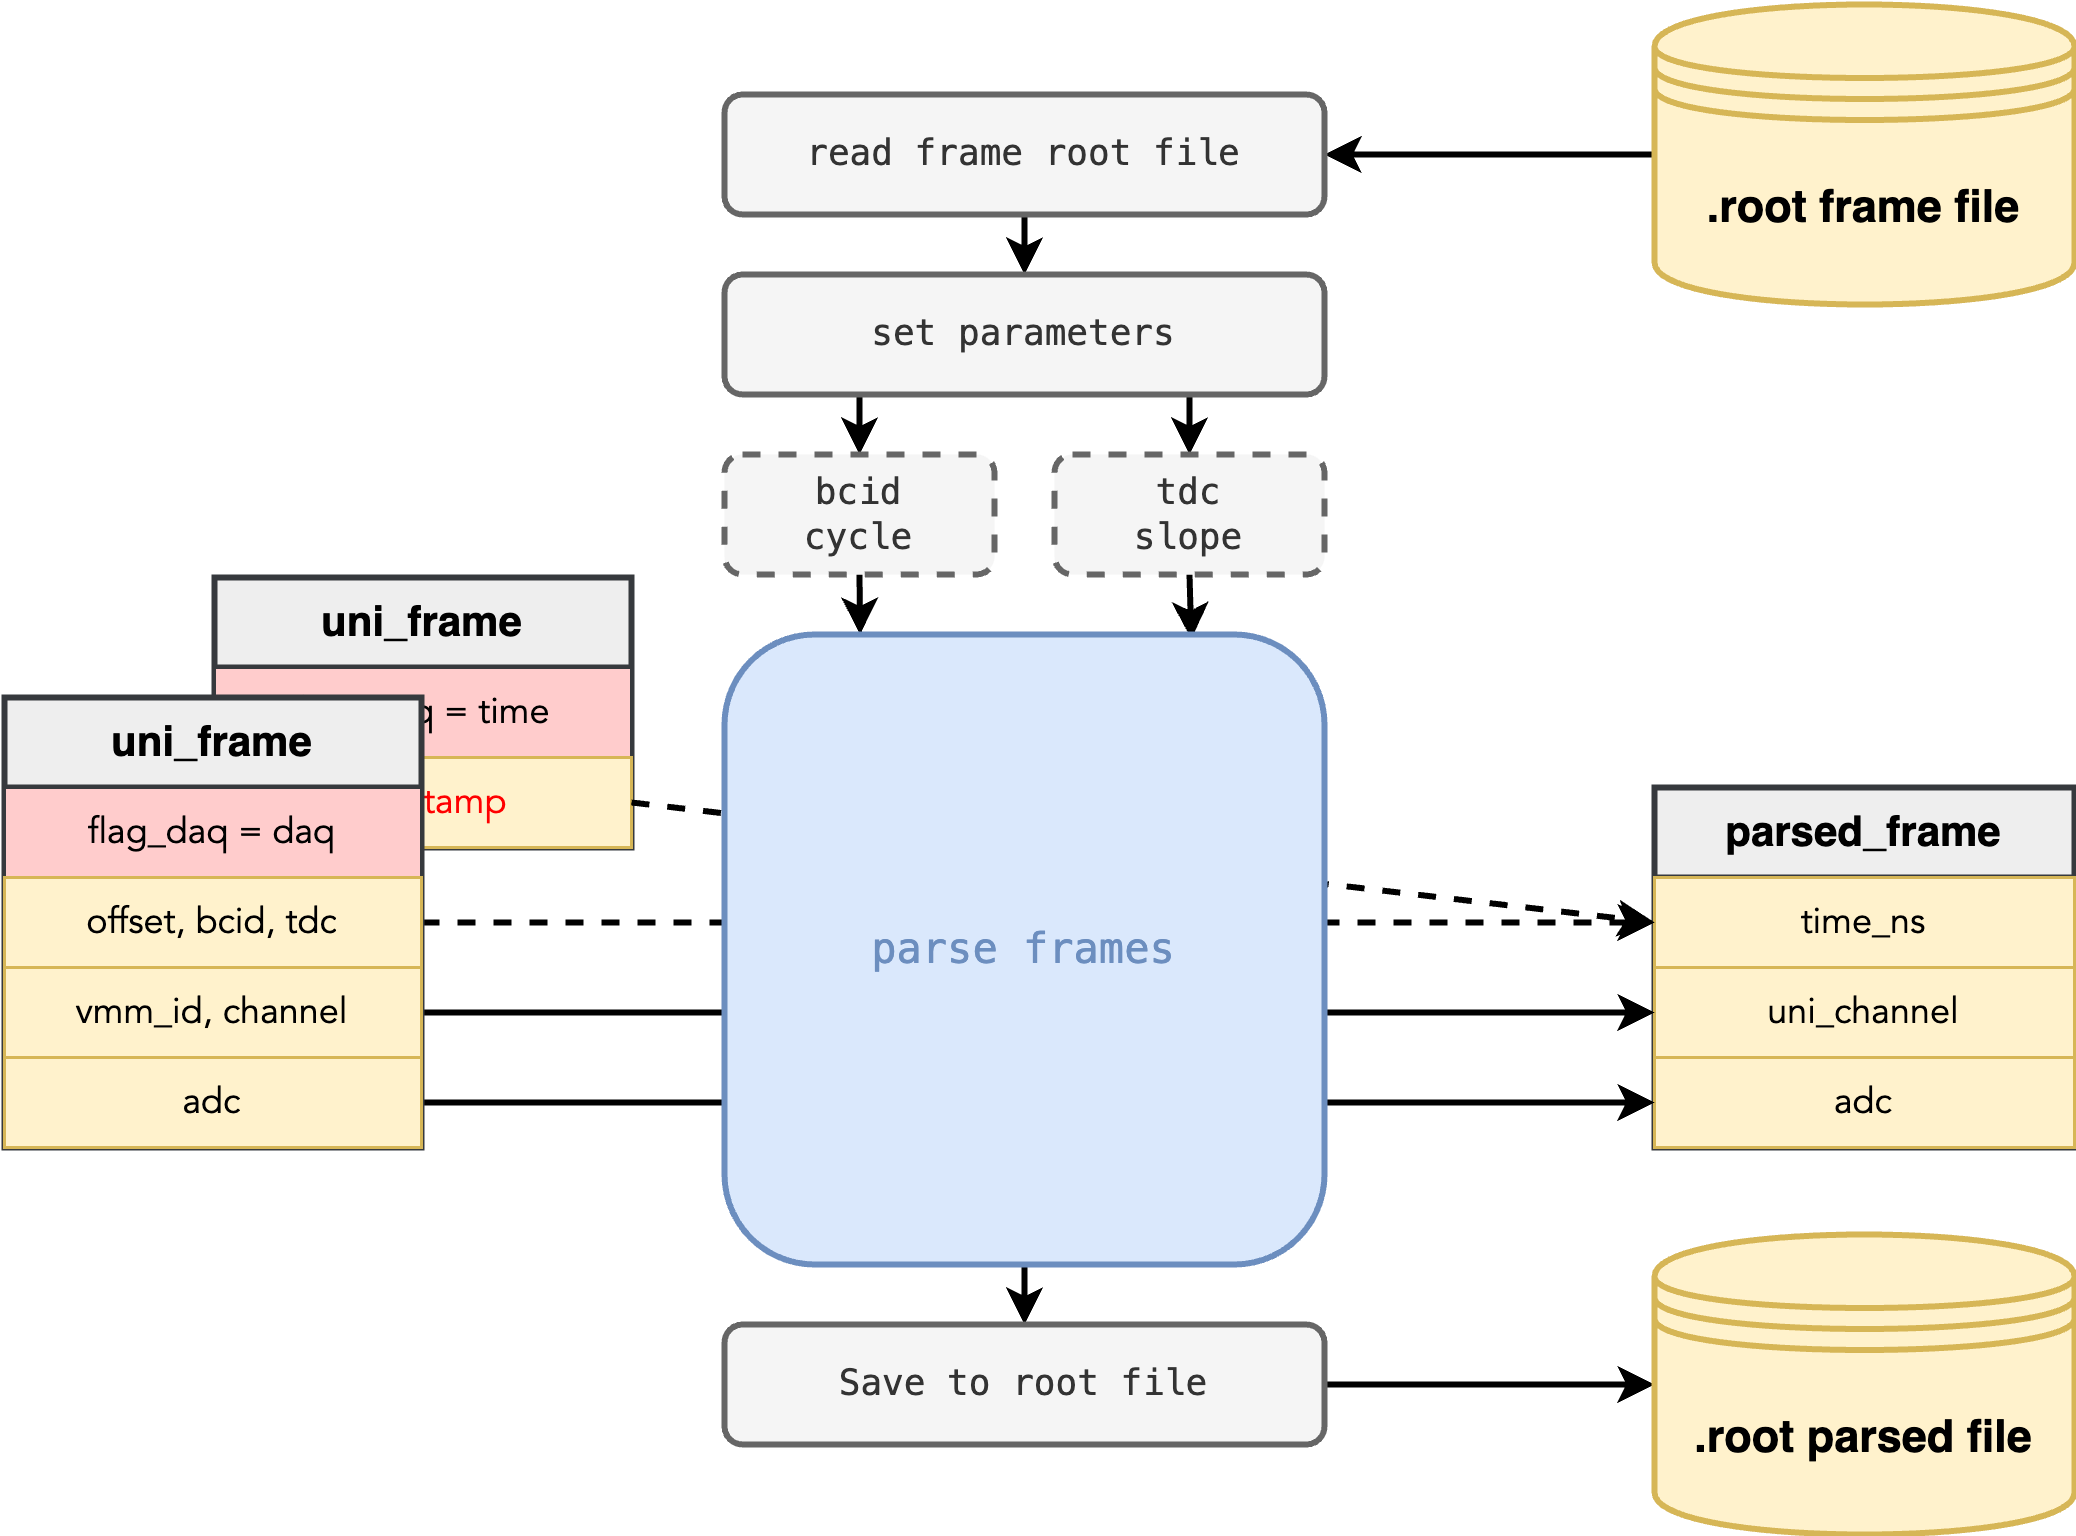 read frame root file
.root frame file
set parameters
bcid
cycle
tdc
slope
uni_frame
= time
tamp
uni_frame
flag_daq = daq
offset, bcid, tdc
vmm_id, channel
adc
parse frames
parsed_frame
time_ns
uni_channel
adc
Save to root file
.root parsed file